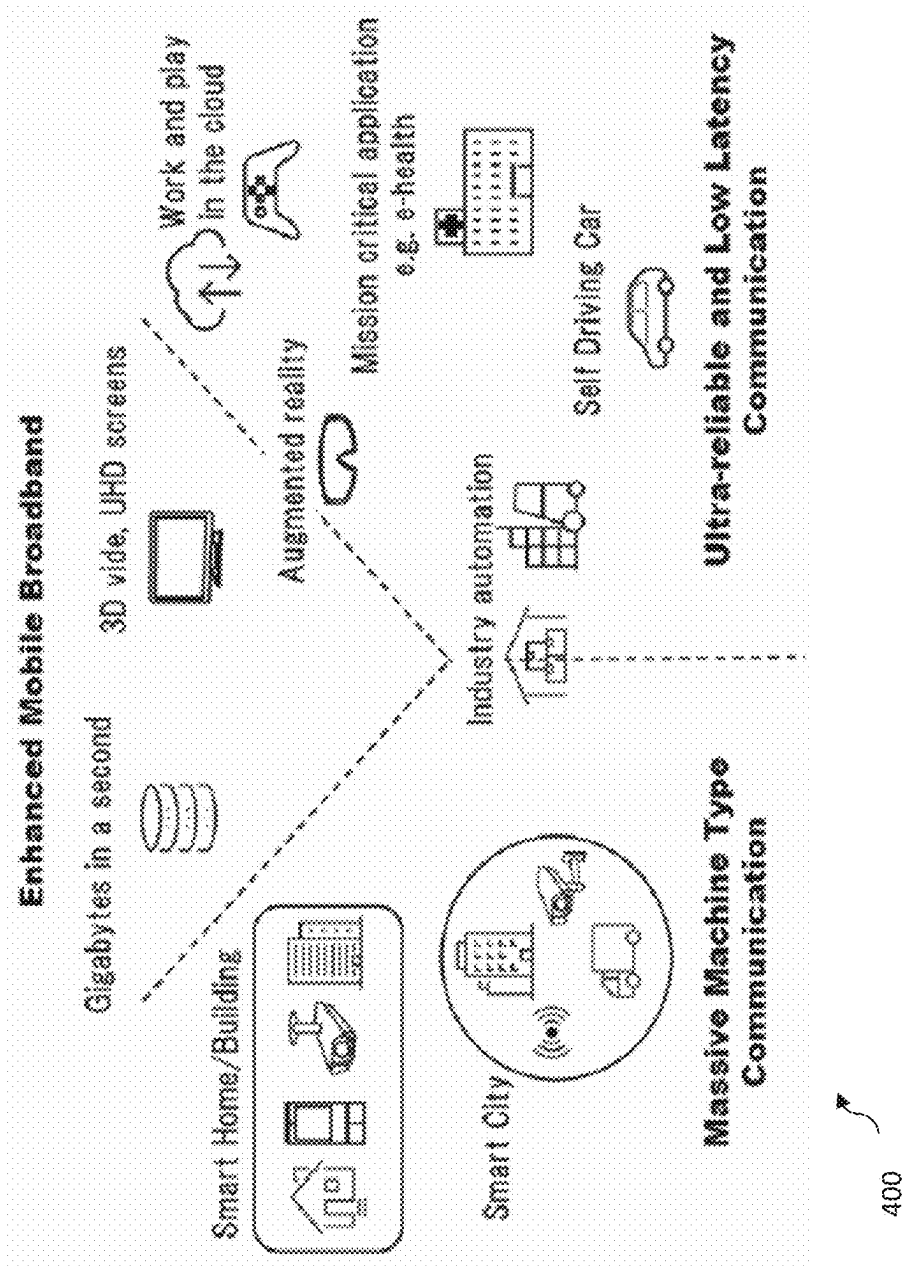 Enhanced Mobile Broadband
Gigabytes in a second
3D vide, UHD screens
Work and play
in the cloud
Smart Home/Building
Augmented reality
Mission critical application
e.g. e-health
Smart City
Industry automation
Self Driving Car
Massive Machine Type
Communication
Ultra-reliable and Low Latency
Communication
400